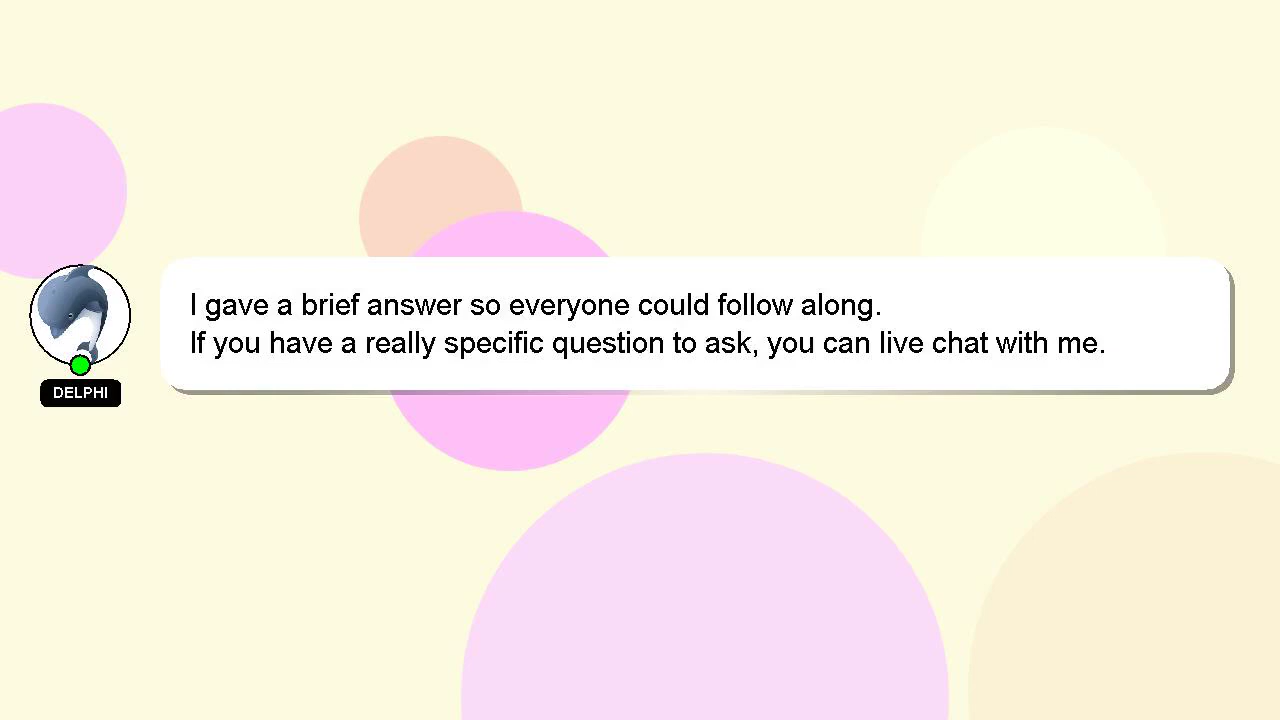 I gave a brief answer so everyone could follow along.
If you have a really specific question to ask, you can live chat with me.
DELPHI